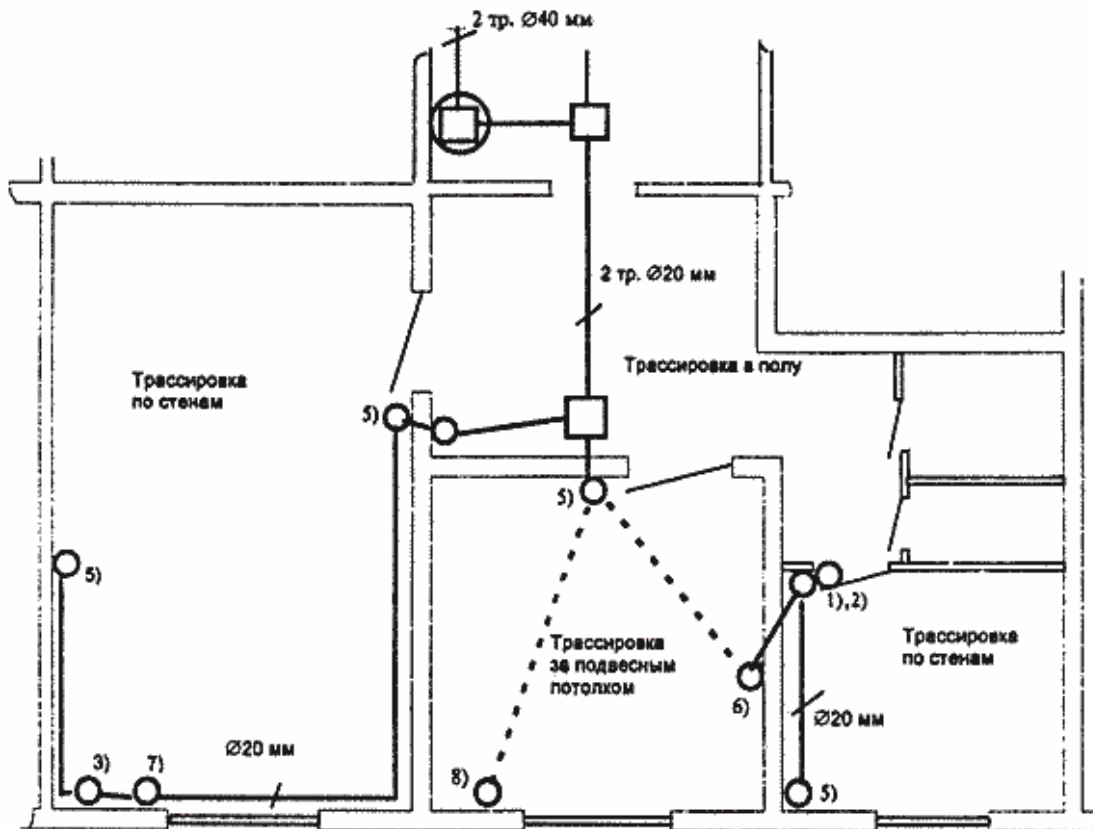 2 тр. Ø40 мм
2 тр. Ø20 мм
Трассировка в полу
Трассировка
по стенам
5)
5)
5)
1),2)
Трассировка
за подвесным
потолком
Трассировка
по стенам
6)
Ø20 мм
Ø20 мм
3)
7)
8)
5)